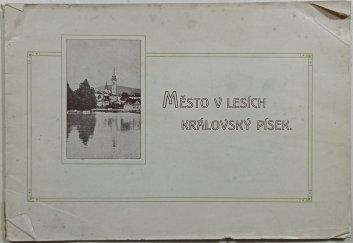 Město v lesích
královský Písek.